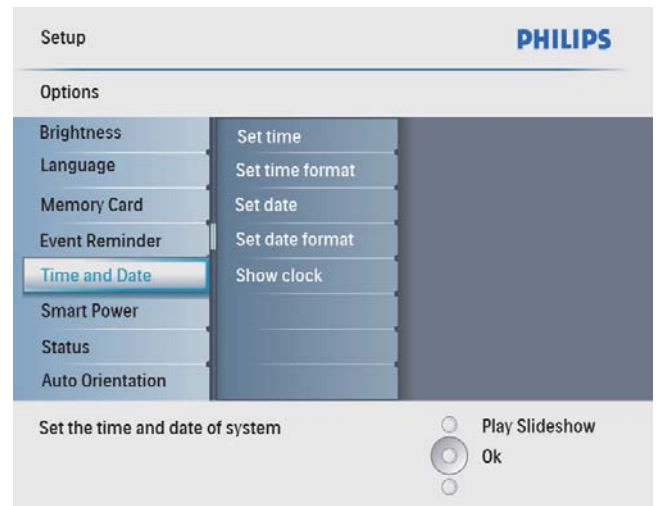 Setup
PHILIPS
Options
Brightness
Language
Memory Card
Event Reminder
Time and Date
Smart Power
Status
Auto Orientation
Set time
Set time format
Set date
Set date format
Show clock
Set the time and date of system
Play Slideshow
Ok